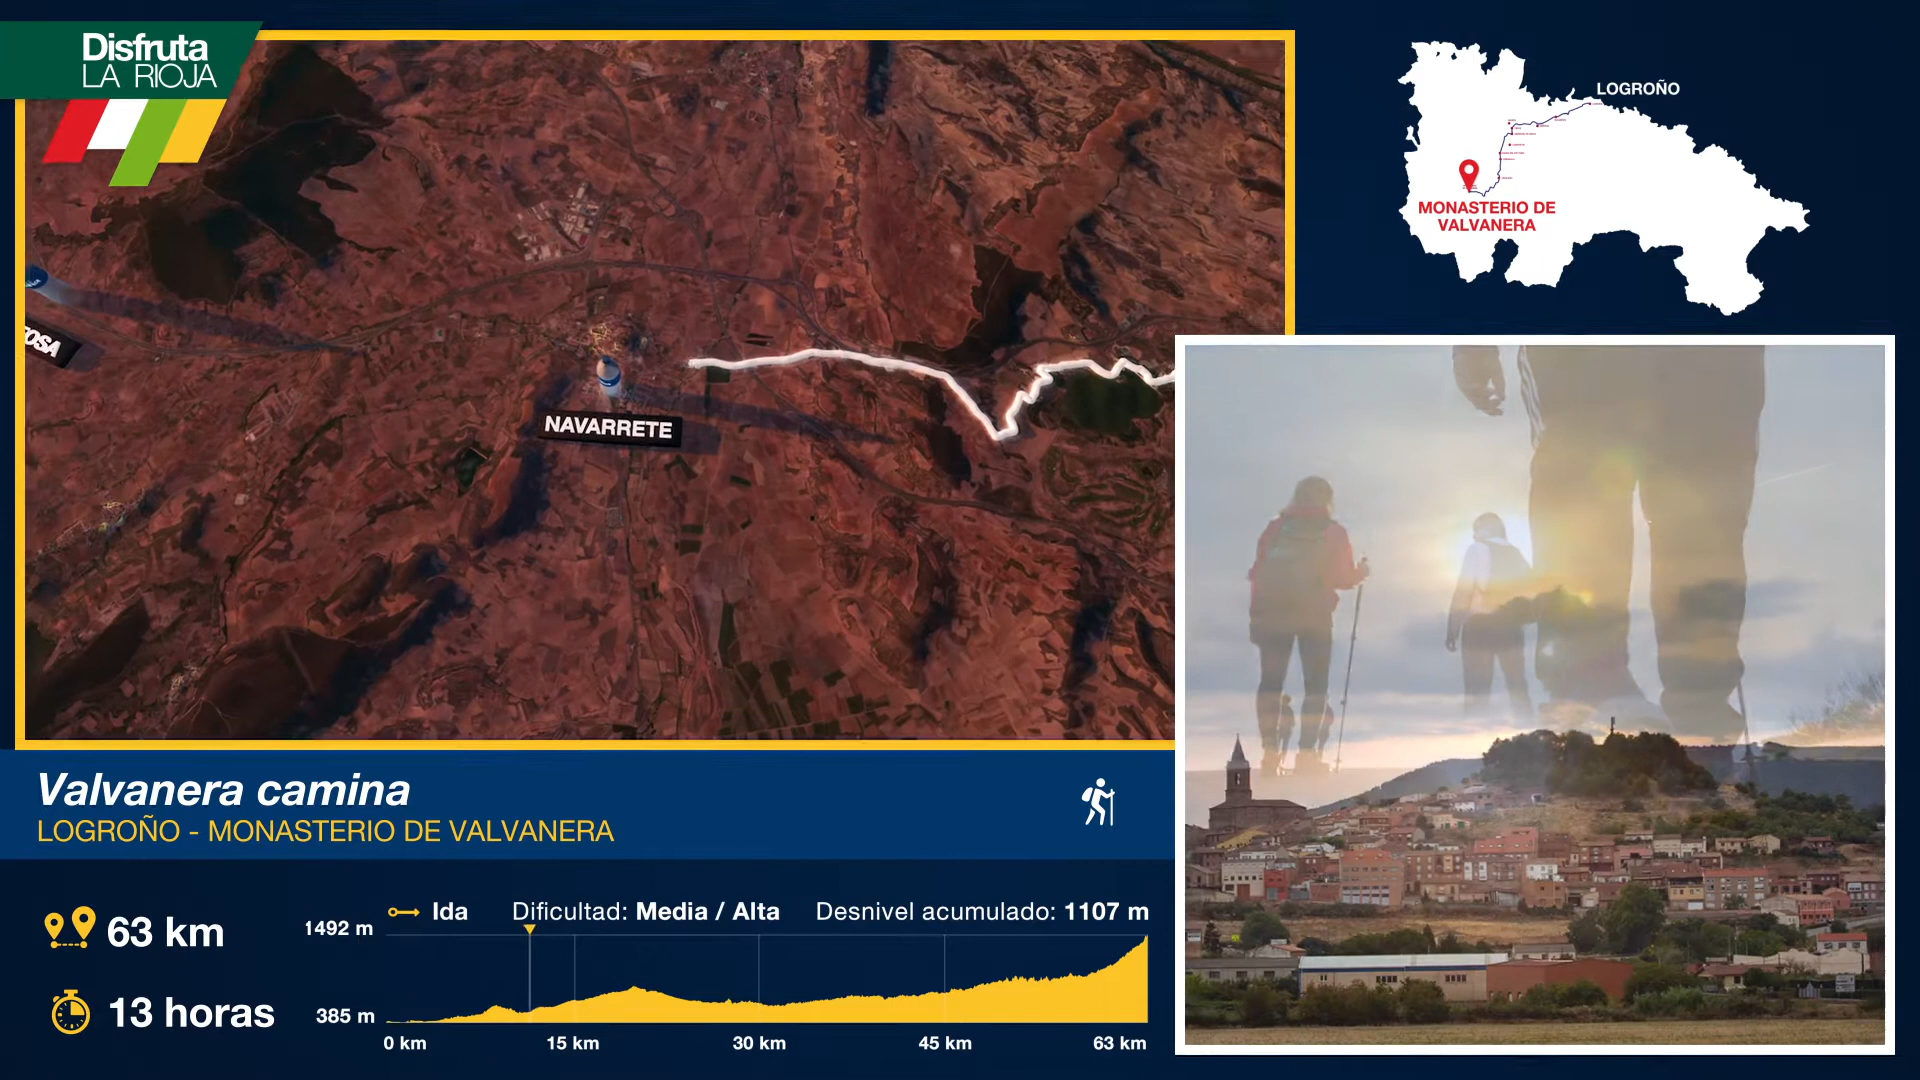 Disfruta
LA RIOJA
LOGROÑO
MONASTERIO DE
VALVANERA
OSA
NAVARRETE
Valvanera camina
LOGROÑO - MONASTERIO DE VALVANERA
63 km
13 horas
Ida
Dificultad: Media / Alta
Desnivel acumulado: 1107 m
1492 m
385 m
0 km
15 km
30 km
45 km
63 km